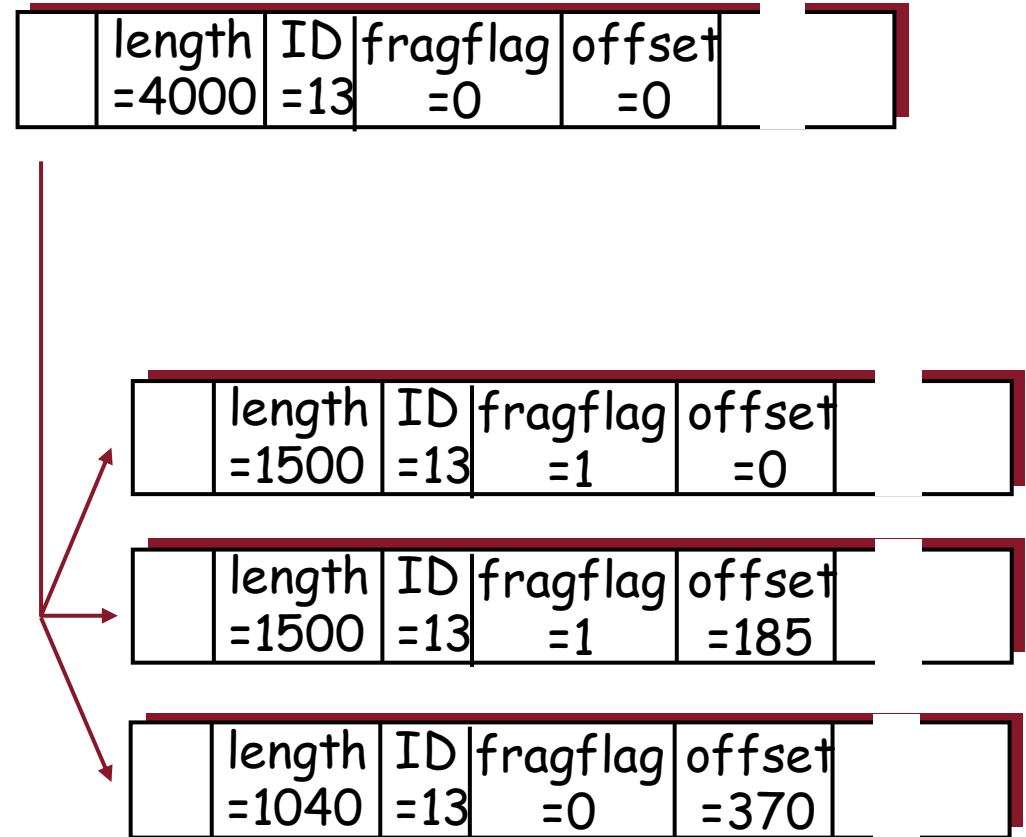 length ID fragflag offset
=4000 =13 =0 =0
length ID fragflag offset
=1500 =13 =1 =0
length ID fragflag offset
=1500 =13 =1 =185
length ID fragflag offset
=1040 =13 =0 =370